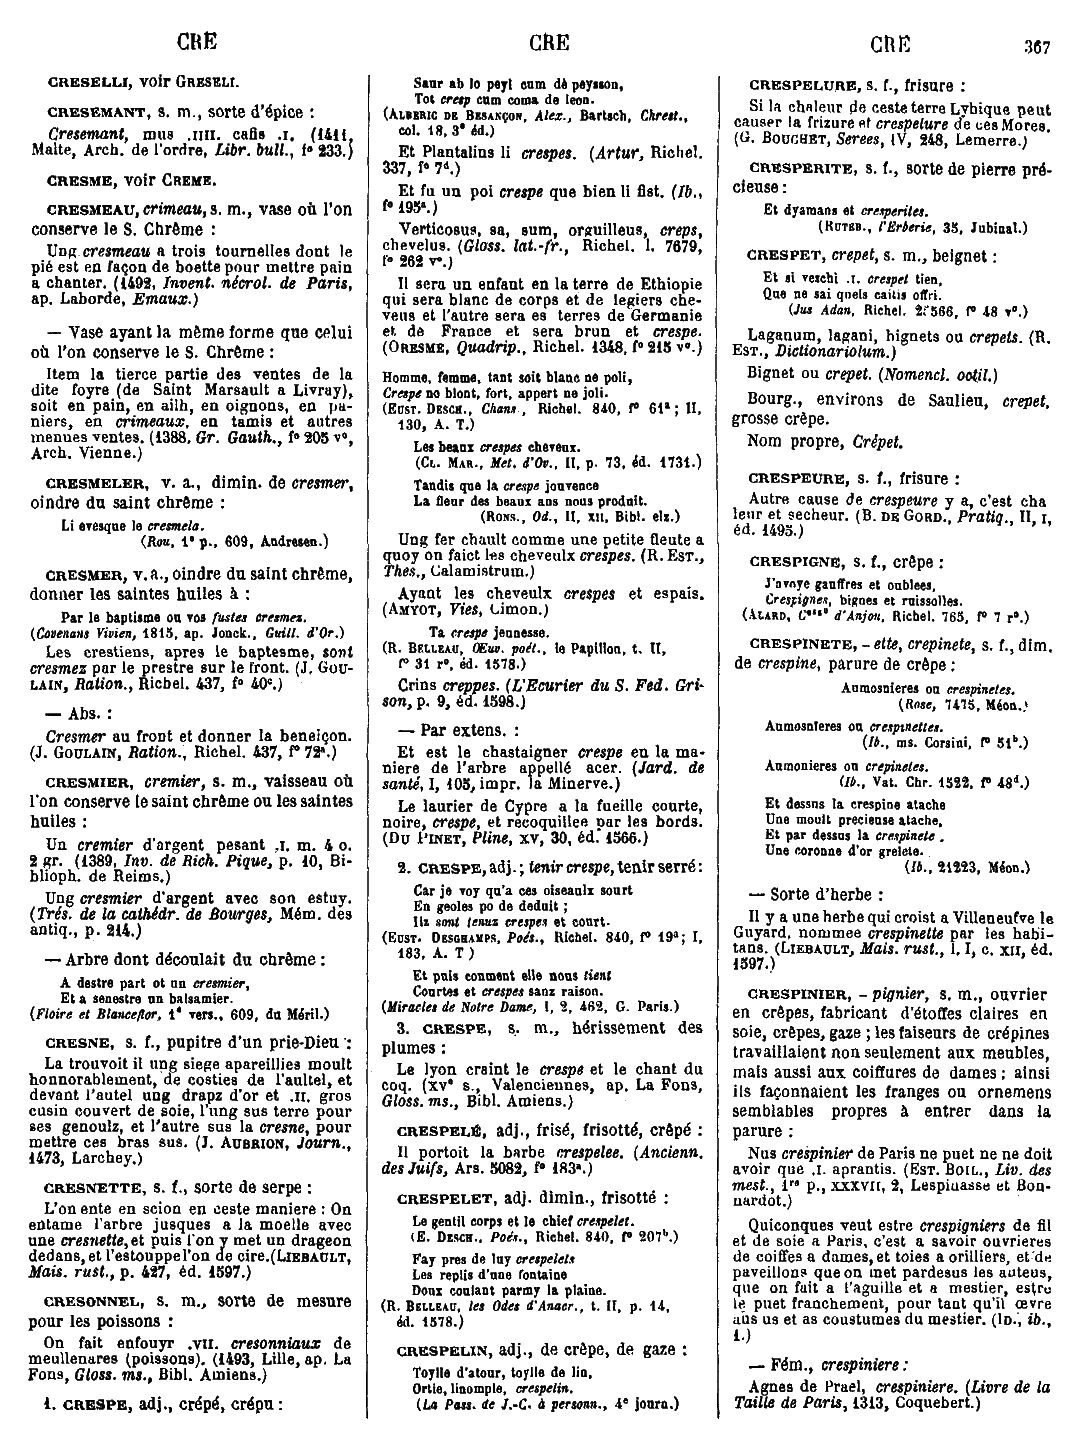 CRE CRE CRE 367
CRESELLI, voir GRESELI.
CRESEMANT, s. m., sorte d'épice :
Cresemant, mus .IIII. cafis .I. (1411,
Malte, Arch. de l'ordre, Libr. bull., f° 233.)
CRESME, voir CREME.
CRESMEAU, crimeau, s. m., vase où l'on
conserve le S. Chrême :
Ung cresmeau a trois tournelles dont le
pié est en façon de boette pour mettre pain
a chanter. (1492, Invent. nécrol. de Paris,
ap. Laborde, Emaux.)
— Vase ayant la même forme que celui
où l'on conserve le S. Chrême :
Item la tierce partie des ventes de la
dite foyre (de Saint Marsault a Livray),
soit en pain, en ailh, en oignons, en pa-
niers, en crimeaux, en tamis et autres
menues ventes. (1388, Gr. Gauth., f° 205 v°,
Arch. Vienne.)
CRESMELER, v. a., dimin. de cresmer,
oindre du saint chrême :
Li evesque le cresmela.
(Rou, 1° p., 609, Andresen.)
CRESMER, v. a., oindre du saint chrême,
donner les saintes huiles à :
Par le baptisme ou vos fustes cresmez.
(Covenans Vivien, 1815, ap. Jonck., Guill. d'Or.)
Les crestiens, apres le baptesme, sont
cresmez par le prestre sur le front. (J. GOU-
LAIN, Ration., Richel. 437, f° 40c.)
— Abs. :
Cresmer au front et donner la beneiçon.
(J. GOULAIN, Ration., Richel. 437, f° 72a.)
CRESMIER, cremier, s. m., vaisseau où
l'on conserve le saint chrême ou les saintes
huiles :
Un cremier d'argent pesant .I. m. 4 o.
2 gr. (1389, Inv. de Rich. Pique, p. 10, Bi-
blioph. de Reims.)
Ung cresmier d'argent avec son estuy.
(Trés. de la cathédr. de Bourges, Mém. des
antiq., p. 214.)
— Arbre dont découlait du chrême :
A destre part ot un cresmier,
Et a senestre un balsamier.
(Floire et Blanceflor, 1° vers., 609, du Méril.)
CRESNE, s. f., pupitre d'un prie-Dieu :
La trouvoit il ung siege apareillies moult
honnorablement, de costies de l'aultel, et
devant l'autel ung drapz d'or et .II. gros
cusin couvert de soie, l'ung sus terre pour
ses genoulz, et l'autre sus la cresne, pour
mettre ces bras sus. (J. AUBRION, Journ.,
1473, Larchey.)
CRESNETTE, s. f., sorte de serpe :
L'on ente en scion en ceste maniere : On
entame l'arbre jusques a la moelle avec
une cresnette, et puis l'on y met un drageon
dedans, et l'estouppe l'on de cire. (LIEBAULT,
Mais. rust., p. 427, éd. 1597.)
CRESONNEL, s. m., sorte de mesure
pour les poissons :
On fait enfouyr .VII. cresonniaux de
meullenares (poissons). (1493, Lille, ap. La
Fons, Gloss. ms., Bibl. Amiens.)
1. CRESPE, adj., crépé, crépu :
Saur ab lo peyl cum dé peysson,
Tot cresp cum coma de leon.
(ALBERIC DE BESANÇON, Alex., Bartsch, Chrest.,
col. 18, 3° éd.)
Et Plantalins li crespes. (Artur, Richel.
337, f° 7d.)
Et fu un poi crespe que bien li fist. (Ib.,
f° 195a.)
Verticosus, sa, sum, orguilleus, creps,
chevelus. (Gloss. lat.-fr., Richel. l. 7679,
f° 262 v°.)
Il sera un enfant en la terre de Ethiopie
qui sera blanc de corps et de legiers che-
veus et l'autre sera es terres de Germanie
et de France et sera brun et crespe.
(ORESME, Quadrip., Richel. 1348, f° 215 v°.)
Homme, femme, tant soit blanc ne poli,
Crespe no blont, fort, appert ne joli.
(EUST. DESCH., Chans., Richel. 840, f° 61a; II,
130, A. T.)
Les beaux crespes cheveux.
(CL. MAR., Met. d'Ov., II, p. 73, éd. 1731.)
Tandis que la crespe jouvence
La fleur des beaux ans nous produit.
(RONS., Od., II, XII, Bibl. elz.)
Ung fer chault comme une petite fleute a
quoy on faict les cheveulx crespes. (R. EST.,
Thes., Calamistrum.)
Ayant les cheveulx crespes et espais.
(AMYOT, Vies, Cimon.)
Ta crespe jeunesse.
(R. BELLEAU, Œuv. poét., le Papillon, t. II,
f° 31 r°, éd. 1578.)
Crins creppes. (L'Ecurier du S. Fed. Gri-
son, p. 9, éd. 1598.)
— Par extens. :
Et est le chastaigner crespe en la ma-
niere de l'arbre appellé acer. (Jard. de
santé, I, 105, impr. la Minerve.)
Le laurier de Cypre a la fueille courte,
noire, crespe, et recoquillee par les bords.
(DU PINET, Pline, XV, 30, éd. 1566.)
2. CRESPE, adj.; tenir crespe, tenir serré :
Car je voy qu'a ces oiseaulx sourt
En geoles po de deduit ;
Ilz sont tenuz crespes et court.
(EUST. DESCHAMPS, Poés., Richel. 840, f° 19a; I,
183, A. T )
Et puis conment elle nous tient
Courtes et crespes sanz raison.
(Miracles de Notre Dame, I, 2, 462, G. Paris.)
3. CRESPE, s. m., hérissement des
plumes :
Le lyon craint le crespe et le chant du
coq. (XV° s., Valenciennes, ap. La Fons,
Gloss. ms., Bibl. Amiens.)
CRESPELÉ, adj., frisé, frisotté, crêpé :
Il portoit la barbe crespelee. (Ancienn.
des Juifs, Ars. 5082, f° 183a.)
CRESPELET, adj. dimin., frisotté :
Le gentil corps et le chief crespelet.
(E. DESCH., Poés., Richel. 840, f° 207b.)
Fay pres de luy crespelets
Les replis d'une fontaine
Doux coulant parmy la plaine.
(R. BELLEAU, les Odes d'Anacr., t. II, p. 14,
éd. 1578.)
CRESPELIN, adj., de crêpe, de gaze :
Toylle d'atour, toylle de lin,
Ortie, linomple, crespelin.
(La Pass. de J.-C. à personn., 4° journ.)
CRESPELURE, s. f., frisure :
Si la chaleur de ceste terre Lybique peut
causer la frizure et crespelure de ces Mores.
(G. BOUCHET, Serees, IV, 248, Lemerre.)
CRESPERITE, s. f., sorte de pierre pré-
cieuse :
Et dyamans et cresperites.
(RUTEB., l'Erberie, 35, Jubinal.)
CRESPET, crepet, s. m., beignet :
Et si veschi .I. crespet tien,
Que ne sai quels caitis offri.
(Jus Adan, Richel. 25566, f° 48 v°.)
Laganum, lagani, bignets ou crepets. (R.
EST., Dictionariolum.)
Bignet ou crepet. (Nomencl. octil.)
Bourg., environs de Saulieu, crepet,
grosse crêpe.
Nom propre, Crépet.
CRESPEURE, s. f., frisure :
Autre cause de crespeure y a, c'est cha
leur et secheur. (B. DE GORD., Pratiq., II, I,
éd. 1495.)
CRESPIGNE, s. f., crêpe :
J'avoye gauffres et oublees,
Crespignes, bignes et ruissolles.
(ALARD, Csse d'Anjou, Richel. 765, f° 7 r°.)
CRESPINETE, - ette, crepinete, s. f., dim.
de crespine, parure de crêpe :
Aumosnieres ou crespinetes.
(Rose, 7475, Méon.)
Aumosnieres ou crespinettes.
(Ib., ms. Corsini, f° 51b.)
Aumonieres ou crepinetes.
(Ib., Vat. Chr. 1522, f° 48d.)
Et dessus la crespine atache
Une moult precieuse atache,
Et par dessus la crespinete .
Une coronne d'or grelete.
(Ib., 21223, Méon.)
— Sorte d'herbe :
Il y a une herbe qui croist a Villeneufve le
Guyard, nommee crespinette par les habi-
tans. (LIEBAULT, Mais. rust., l. I, c. XII, éd.
1597.)
CRESPINIER, - pignier, s. m., ouvrier
en crêpes, fabricant d'étoffes claires en
soie, crêpes, gaze ; les faiseurs de crépines
travaillaient non seulement aux meubles,
mais aussi aux coiffures de dames ; ainsi
ils façonnaient les franges ou ornemens
semblables propres à entrer dans la
parure :
Nus crespinier de Paris ne puet ne ne doit
avoir que .I. aprantis. (EST. BOIL., Liv. des
mest., 1re p., XXXVII, 2, Lespinasse et Bon-
nardot.)
Quiconques veut estre crespigniers de fil
et de soie a Paris, c'est a savoir ouvrieres
de coiffes a dames, et toies a orilliers, et de
paveillons que on met pardesus les auteus,
que on fait a l'aguille et a mestier, estre
le puet franchement, pour tant qu'il œvre
aus us et as coustumes du mestier. (ID., ib.,
1.)
— Fém., crespiniere :
Agnes de Prael, crespiniere. (Livre de la
Taille de Paris, 1313, Coquebert.)